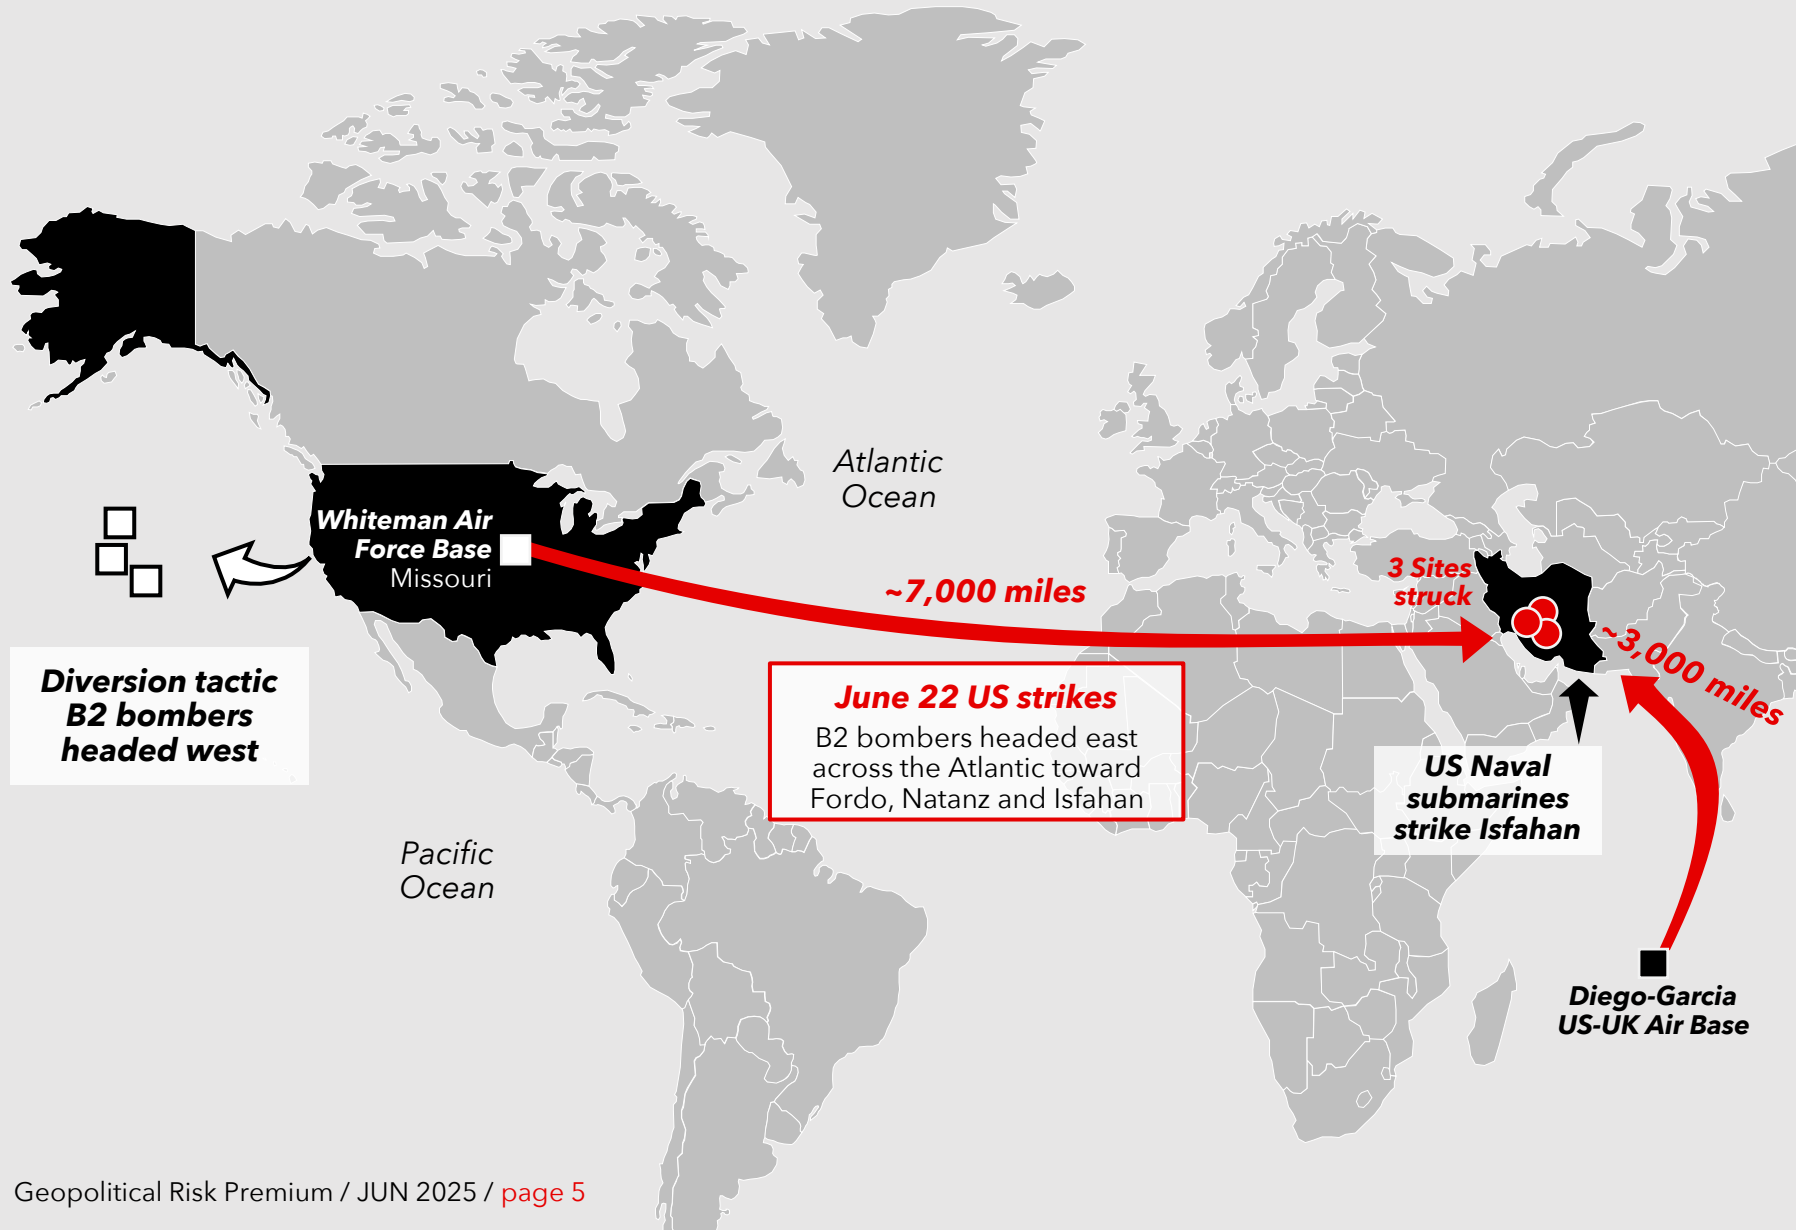 Atlantic
Ocean
Whiteman Air
Force Base
Missouri
~7,000 miles
3 Sites
struck
~3,000 miles
Diversion tactic
B2 bombers
headed west
June 22 US strikes
B2 bombers headed east
across the Atlantic toward
Fordo, Natanz and Isfahan
US Naval
submarines
strike Isfahan
Pacific
Ocean
Diego-Garcia
US-UK Air Base
Geopolitical Risk Premium / JUN 2025 / page 5